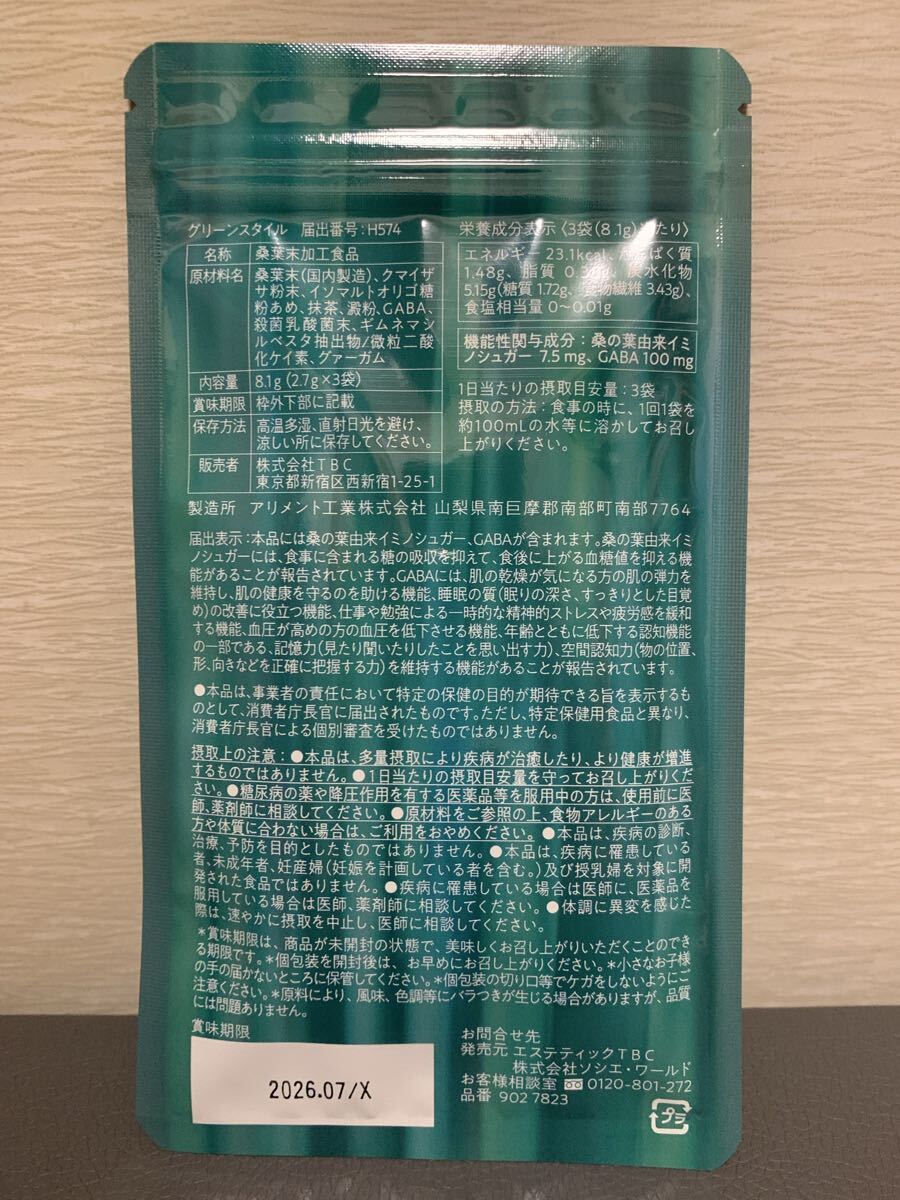 グリーンスタイル 届出番号：H574
名称 桑葉末加工食品
原材料名 桑葉末(国内製造)、クマイザ
サ粉末、イソマルトオリゴ糖
粉あめ、抹茶、澱粉、GABA、
殺菌乳酸菌末、ギムネマシ
ルベスタ抽出物/微粒二酸
化ケイ素、グァーガム
内容量 8.1g (2.7g×3袋)
賞味期限 枠外下部に記載
保存方法 高温多湿、直射日光を避け、
涼しい所に保存してください。
販売者 株式会社TBC
東京都新宿区西新宿1-25-1
栄養成分表示〈3袋(8.1g)たり〉
エネルギー 23.1kcal、ぱく質
1.48g、脂質 0.3 水化物
5.15g(糖質 1.72g、物繊維 3.43g)、
食塩相当量 0～0.01g
機能性関与成分：桑の葉由来イミ
ノシュガー 7.5mg、GABA 100mg
1日当たりの摂取目安量：3袋
摂取の方法：食事の時に、1回1袋を
約100mLの水等に溶かしてお召し
上がりください。
製造所 アリメント工業株式会社 山梨県南巨摩郡南部町南部7764
届出表示：本品には桑の葉由来イミノシュガー、GABAが含まれます。桑の葉由来イミ
ノシュガーには、食事に含まれる糖の吸収を抑えて、食後に上がる血糖値を抑える機
能があることが報告されています。GABAには、肌の乾燥が気になる方の肌の弾力を
維持し、肌の健康を守るのを助ける機能、睡眠の質(眠りの深さ、すっきりとした目覚
め)の改善に役立つ機能、仕事や勉強による一時的な精神的ストレスや疲労感を緩和
する機能、血圧が高めの方の血圧を低下させる機能、年齢とともに低下する認知機能
の一部である、記憶力(見たり聞いたりしたことを思い出す力)、空間認知力(物の位置、
形、向きなどを正確に把握する力)を維持する機能があることが報告されています。
●本品は、事業者の責任において特定の保健の目的が期待できる旨を表示するも
のとして、消費者庁長官に届出されたものです。ただし、特定保健用食品と異なり、
消費者庁長官による個別審査を受けたものではありません。
摂取上の注意：●本品は、多量摂取により疾病が治癒したり、より健康が増進
するものではありません。●1日当たりの摂取目安量を守ってお召し上がりくだ
さい。●糖尿病の薬や降圧作用を有する医薬品等を服用中の方は、使用前に医
師、薬剤師に相談してください。●原材料をご参照の上、食物アレルギーのある
方や体質に合わない場合は、ご利用をおやめください。●本品は、疾病の診断、
治療、予防を目的としたものではありません。●本品は、疾病に罹患している
者、未成年者、妊産婦(妊娠を計画している者を含む。)及び授乳婦を対象に開
発された食品ではありません。●疾病に罹患している場合は医師に、医薬品を
服用している場合は医師、薬剤師に相談してください。●体調に異変を感じた
際は、速やかに摂取を中止し、医師に相談してください。
*賞味期限は、商品が未開封の状態で、美味しくお召し上がりいただくことのでき
る期限です。*個包装を開封後は、お早めにお召し上がりください。*小さなお子様
の手の届かないところに保管してください。*個包装の切り口等でケガをしないようにご
注意ください。*原料により、風味、色調等にバラつきが生じる場合がありますが、品質
には問題ありません。
賞味期限
2026.07/X
お問合せ先
発売元 エステティックTBC
株式会社ソシエ・ワールド
お客様相談室 0120-801-272
品番 9027823
プラ